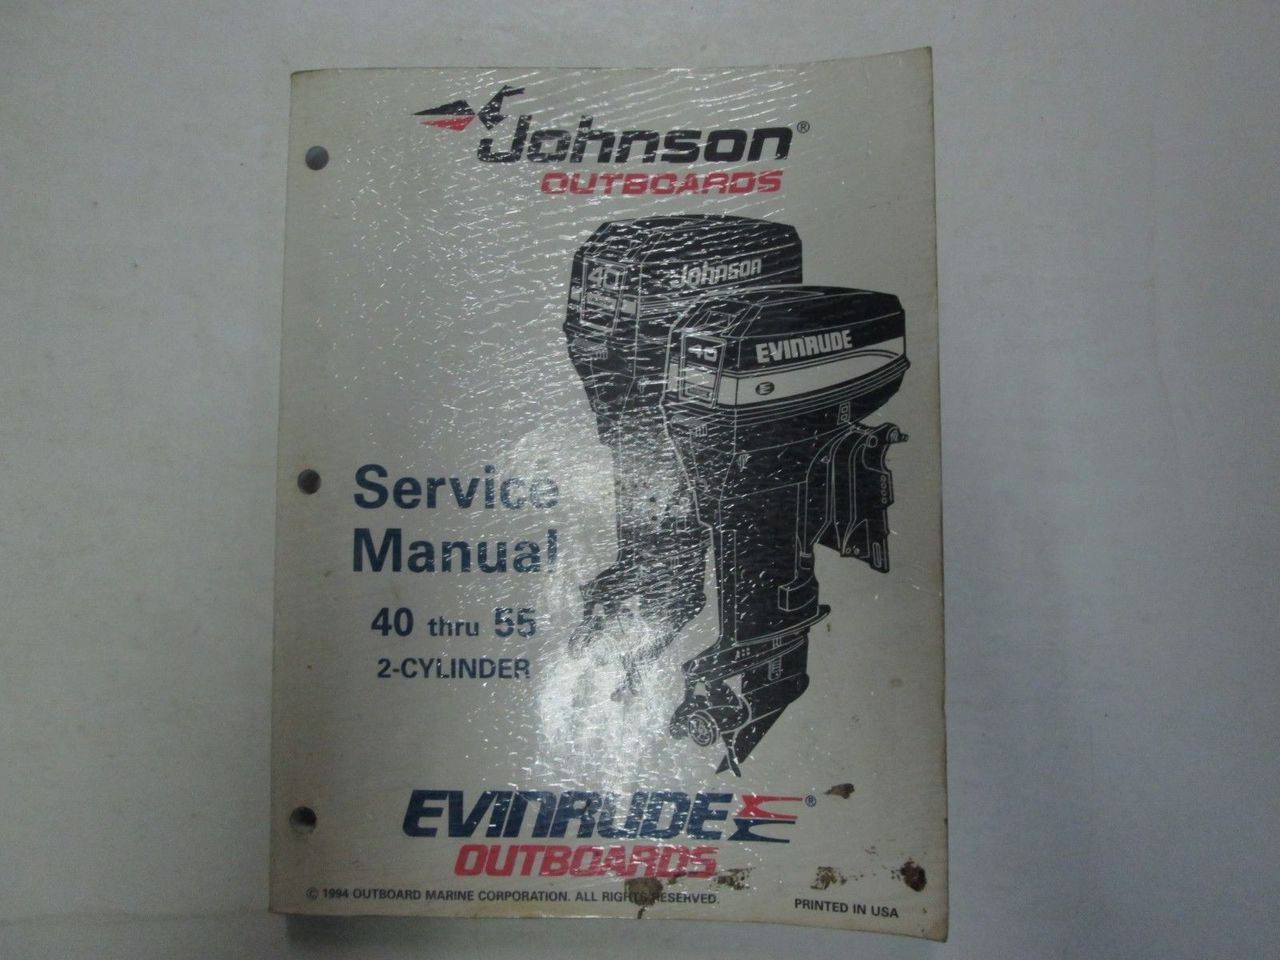 Johnson®
OUTBOARDS
40
Johnson
EVINRUDE
E
Service
Manual
40 thru 55
2-CYLINDER
EVINRUDE®
OUTBOARDS
© 1994 OUTBOARD MARINE CORPORATION. ALL RIGHTS RESERVED.
PRINTED IN USA